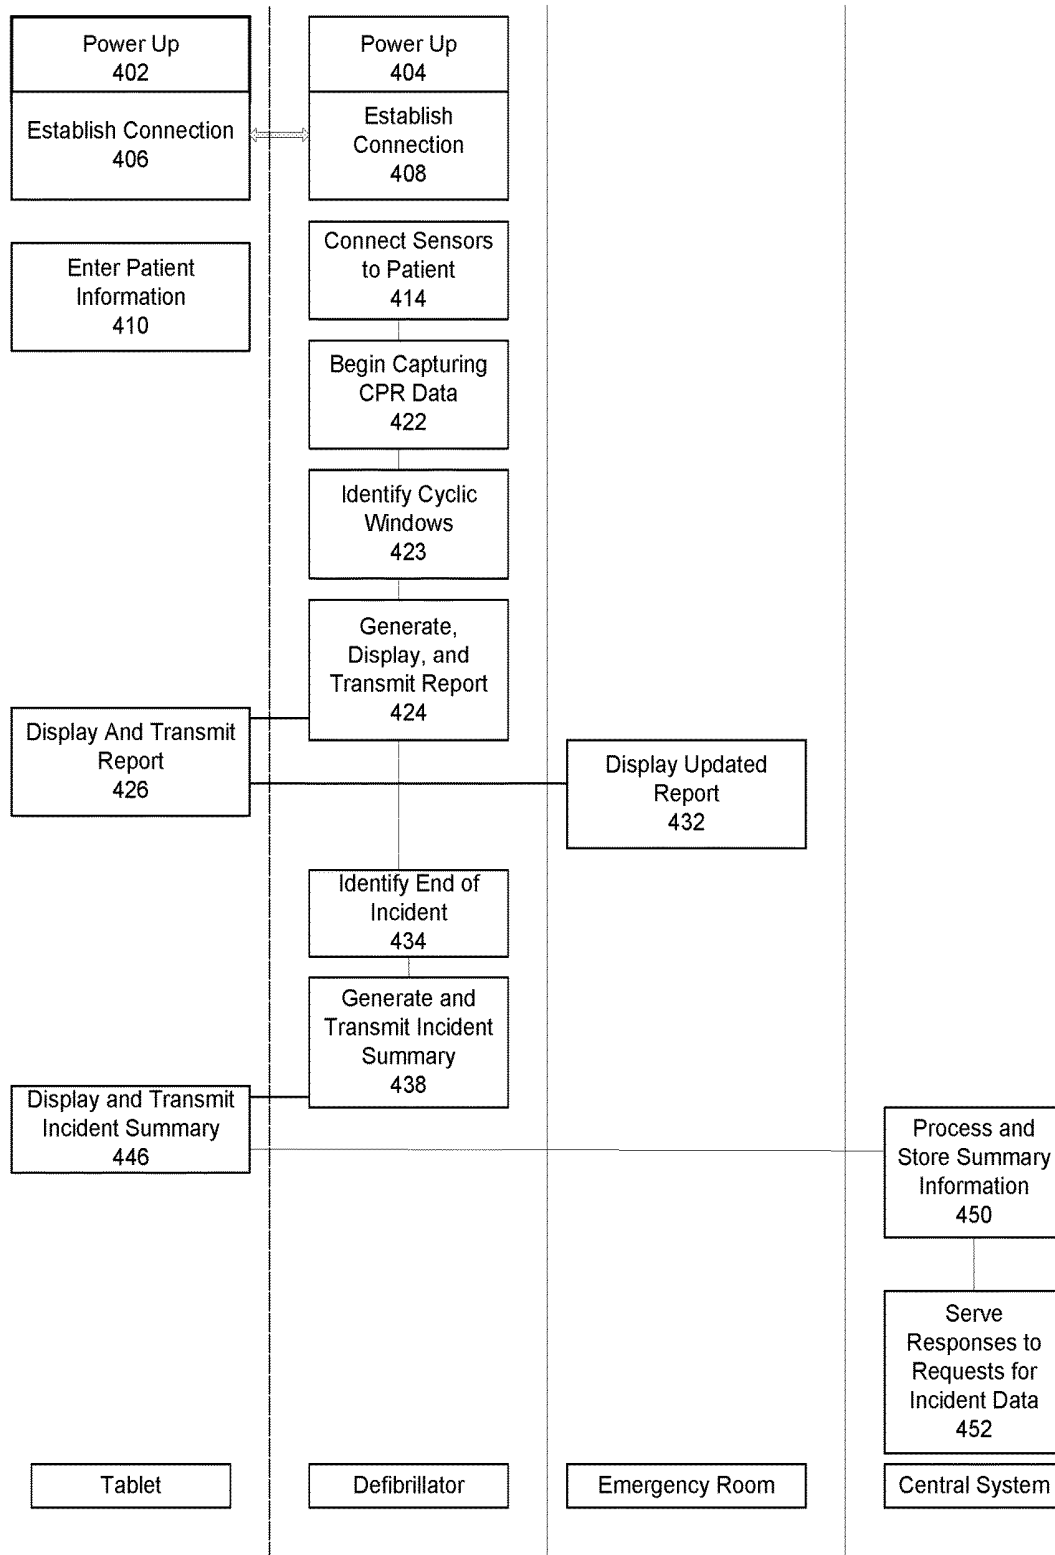 Power Up
402
Establish Connection
406
Power Up
404
Establish
Connection
408
Enter Patient
Information
410
Connect Sensors
to Patient
414
Begin Capturing
CPR Data
422
Identify Cyclic
Windows
423
Generate,
Display, and
Transmit Report
424
Display And Transmit
Report
426
Display Updated
Report
432
Identify End of
Incident
434
Generate and
Transmit Incident
Summary
438
Display and Transmit
Incident Summary
446
Process and
Store Summary
Information
450
Serve
Responses to
Requests for
Incident Data
452
Tablet
Defibrillator
Emergency Room
Central System